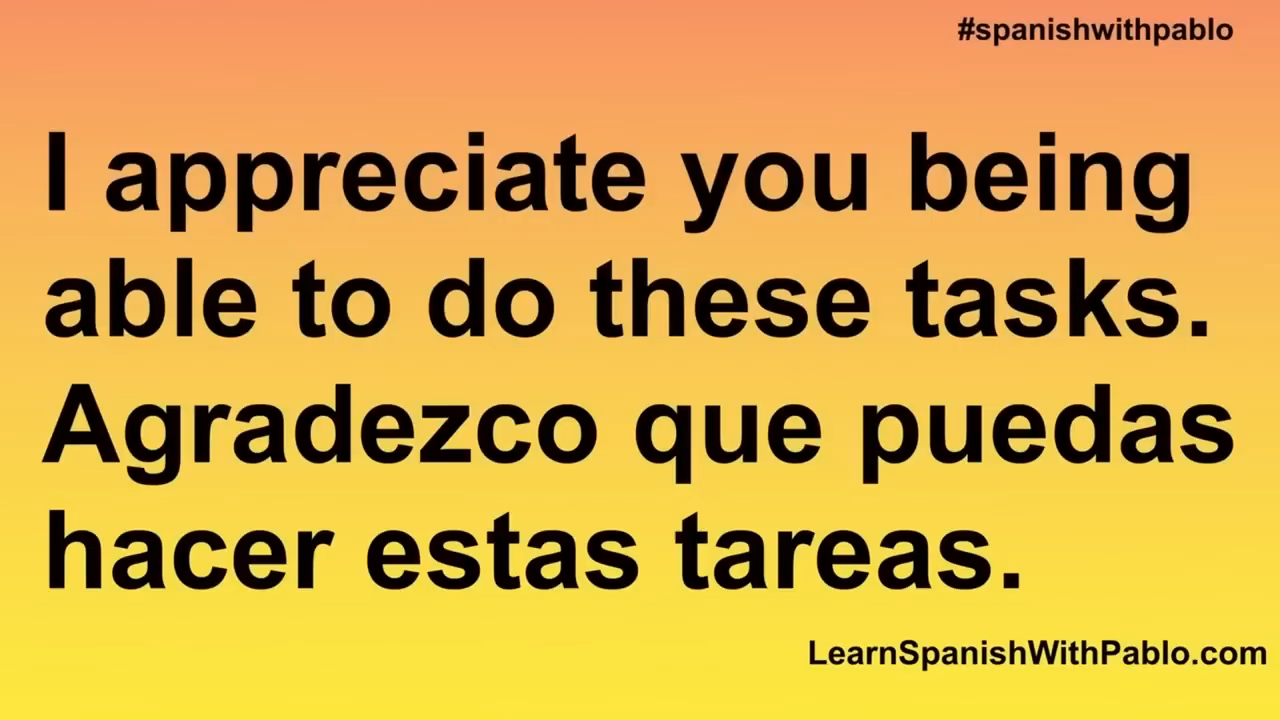 #spanishwithpablo
I appreciate you being
able to do these tasks.
Agradezco que puedas
hacer estas tareas.
LearnSpanishWithPablo.com